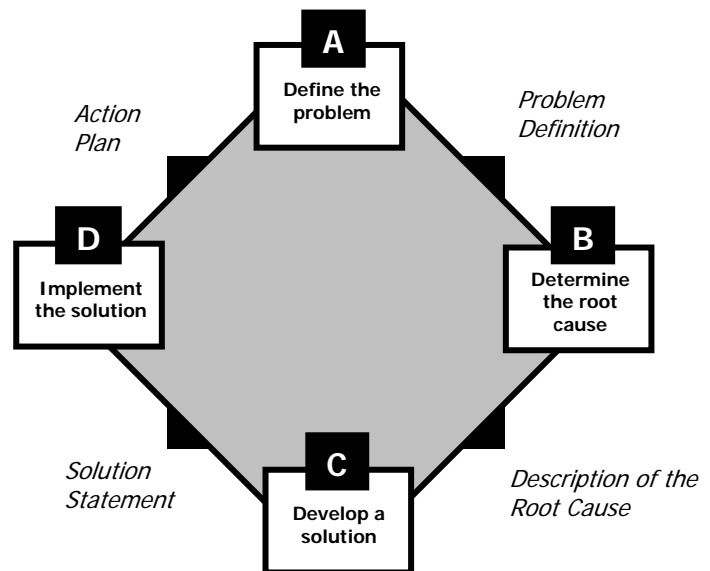 A
Define the
problem
Action
Plan
Problem
Definition
D
Implement
the solution
B
Determine
the root
cause
Solution
Statement
C
Develop a
solution
Description of the
Root Cause